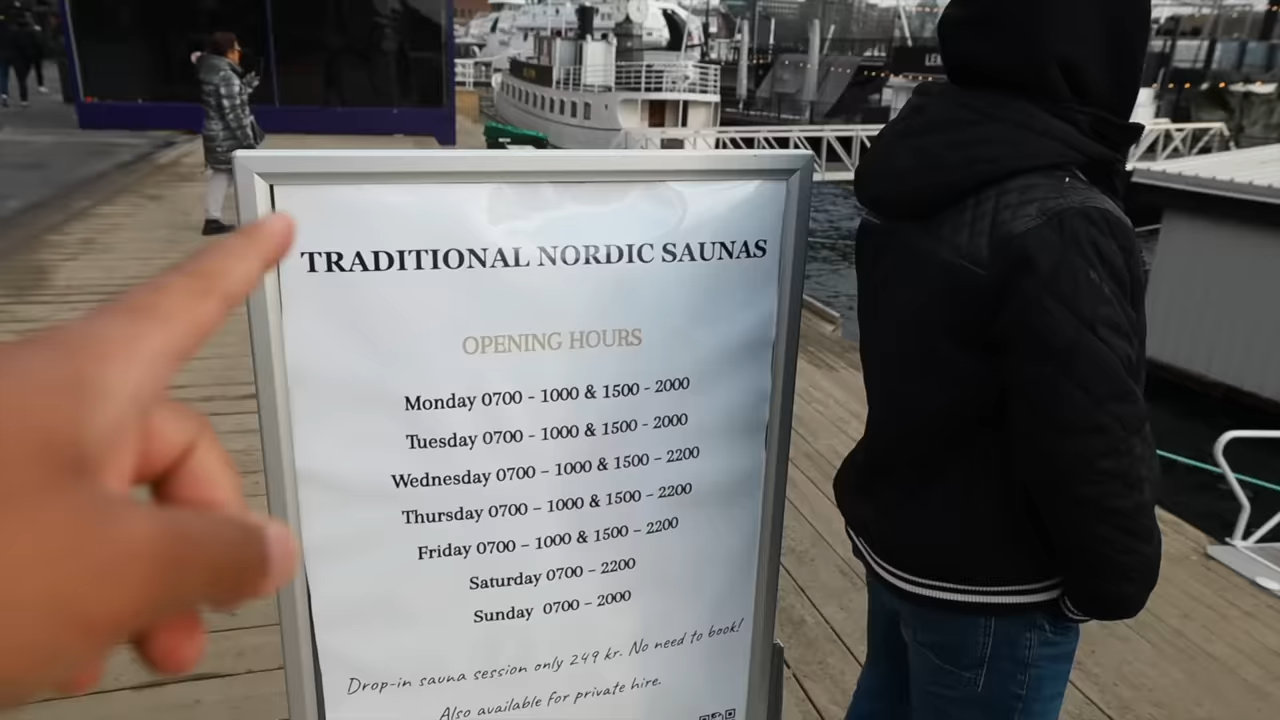 TRADITIONAL NORDIC SAUNAS
OPENING HOURS
Monday 0700 - 1000 & 1500 - 2000
Tuesday 0700 - 1000 & 1500 - 2000
Wednesday 0700 - 1000 & 1500 - 2200
Thursday 0700 - 1000 & 1500 - 2200
Friday 0700 - 1000 & 1500 - 2200
Saturday 0700 - 2200
Sunday 0700 - 2000
Drop-in sauna session only 249 kr. No need to book!
Also available for private hire.